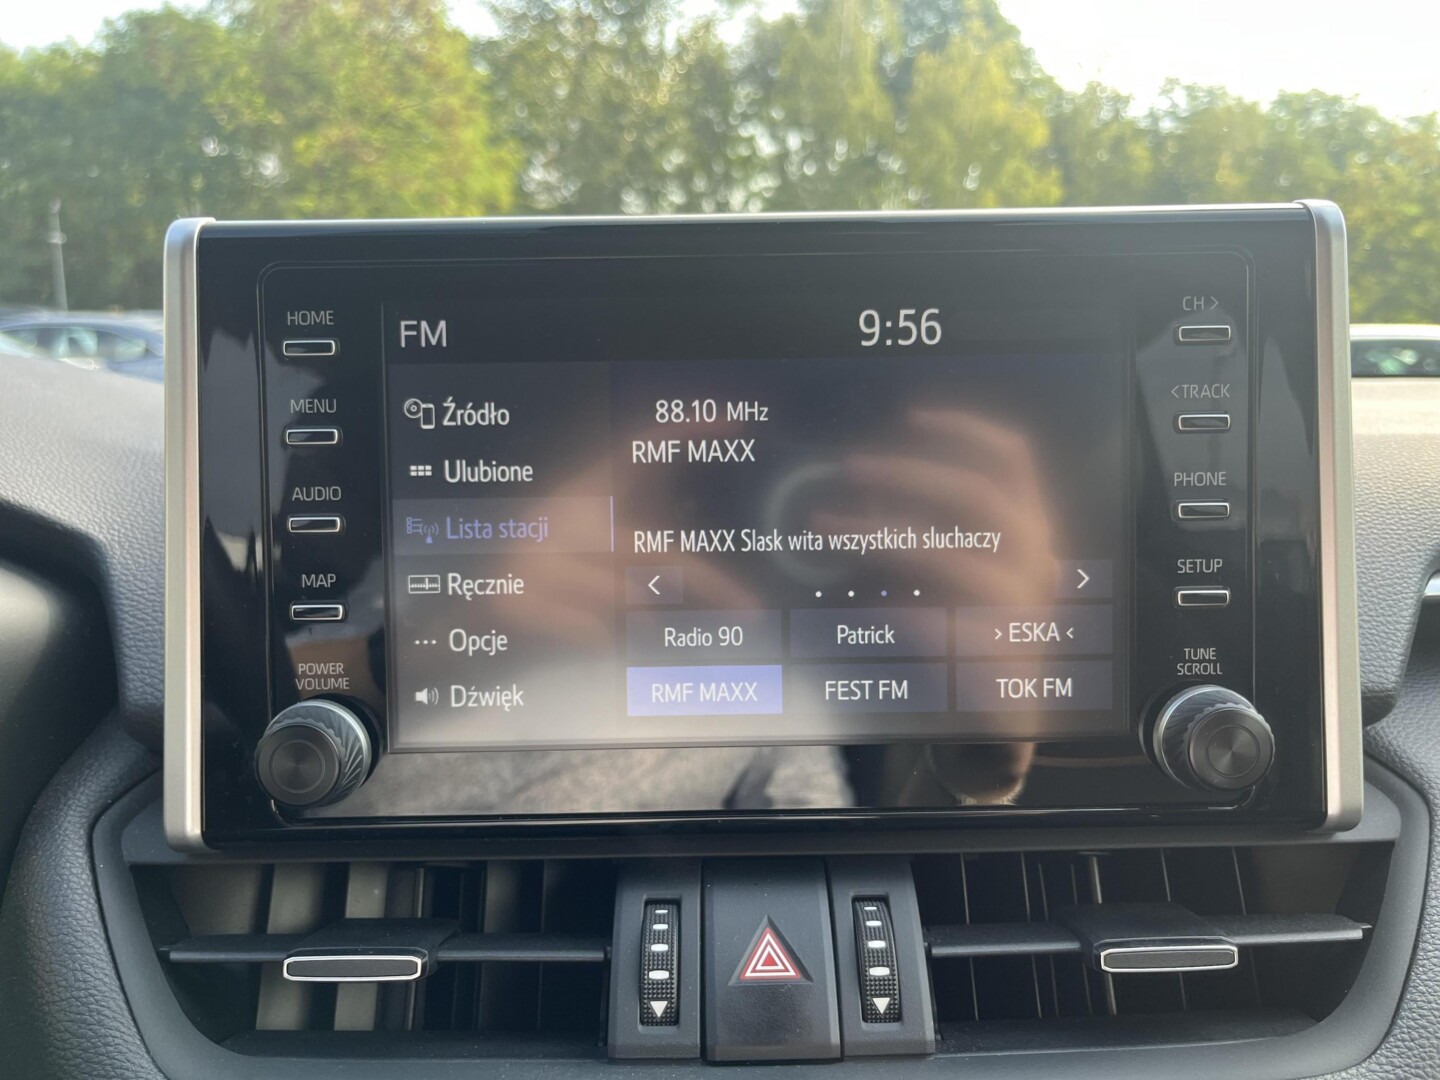 HOME
MENU
AUDIO
MAP
POWER
VOLUME
FM
9:56
Źródło
Ulubione
Lista stacji
Ręcznie
··· Opcje
Dźwięk
88.10 MHz
RMF MAXX
RMF MAXX Slask wita wszystkich sluchaczy
< >
Radio 90 Patrick > ESKA <
RMF MAXX FEST FM TOK FM
CH >
< TRACK
PHONE
SETUP
TUNE
SCROLL